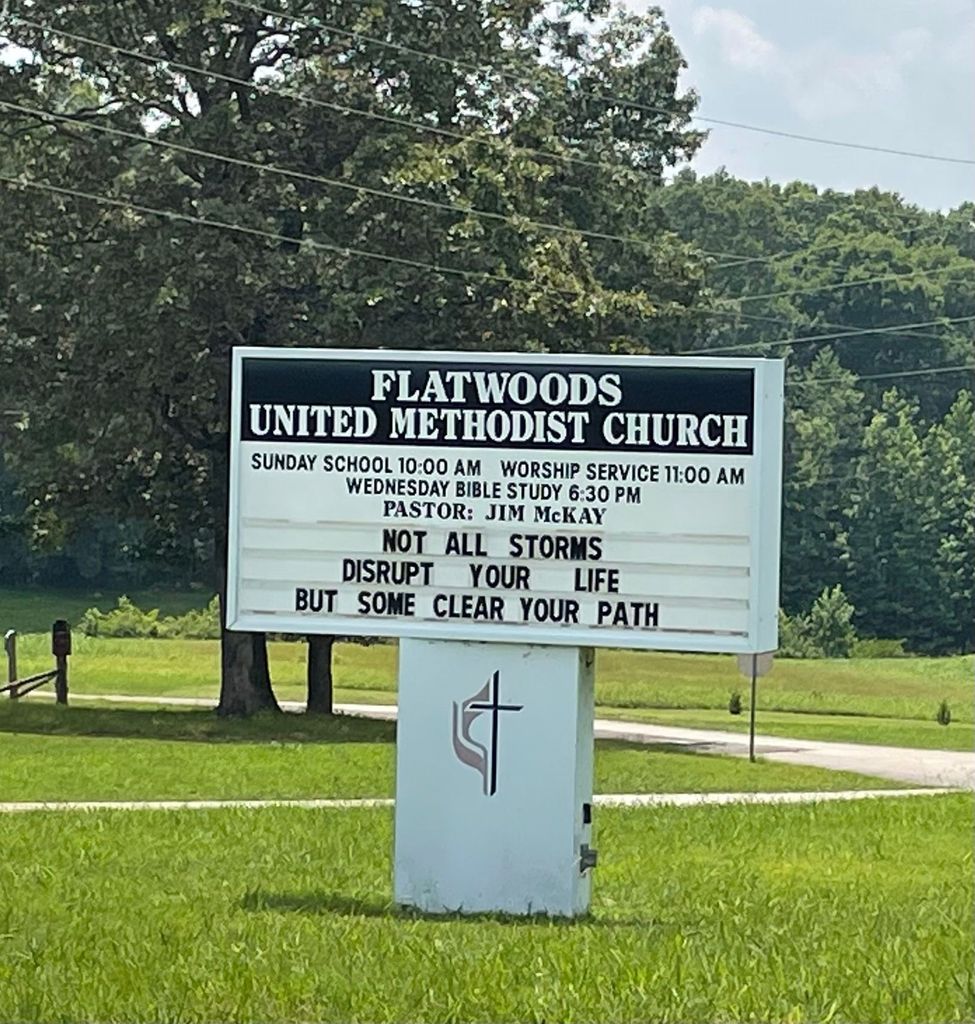 FLATWOODS
UNITED METHODIST CHURCH
SUNDAY SCHOOL 10:00 AM WORSHIP SERVICE 11:00 AM
WEDNESDAY BIBLE STUDY 6:30 PM
PASTOR: JIM McKAY
NOT ALL STORMS
DISRUPT YOUR LIFE
BUT SOME CLEAR YOUR PATH